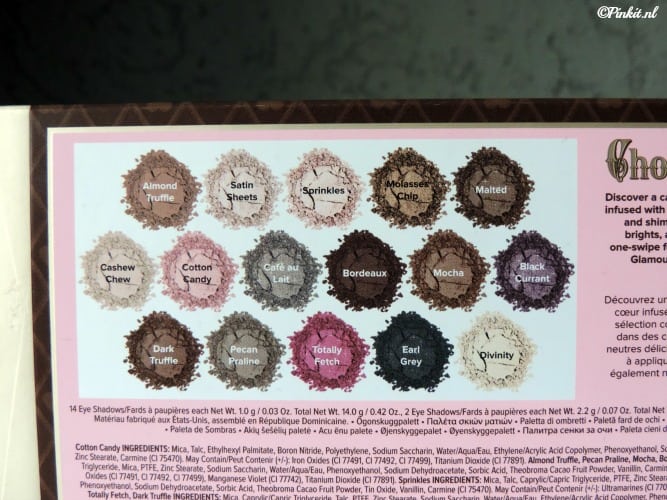 ©Pinkit.nl
Almond Truffle
Satin Sheets
Sprinkles
Molasses Chip
Malted
Cashew Chew
Cotton Candy
Café au Lait
Bordeaux
Mocha
Black Currant
Dark Truffle
Pecan Praline
Totally Fetch
Earl Grey
Divinity
Cho
Discover a ca
infused with
and shim
brights, a
one-swipe f
Glamou
Découvrez un
cœur infusé
sélection co
dans des c
neutres délic
à appliqu
également n
14 Eye Shadows/Fards à paupières each Net Wt. 1.0 g / 0.03 Oz. Total Net Wt. 14.0 g / 0.42 Oz., 2 Eye Shadows/Fards à paupières each Net Wt. 2.2 g / 0.07 Oz. Total Net
Matériau fabriqué aux États-Unis, assemblé en République Dominicaine. • Ögonskuggpalett • Παλέτα σκιών ματιών • Paletta di ombretti • Paletă fard de ochi
• Paleta de Sombras • Akių šešėlių paletė • Acu ēnu palete • Øyenskyggepalett • Øjenskyggepalet • Палитра сенки за очи • Paleta cieni d
Cotton Candy INGREDIENTS: Mica, Talc, Ethylhexyl Palmitate, Boron Nitride, Polyethylene, Sodium Saccharin, Water/Aqua/Eau, Ethylene/Acrylic Acid Copolymer, Phenoxyethanol, S
Zinc Stearate, Carmine (CI 75470). May Contain/Peut Contenir (+/-): Iron Oxides (CI 77491, CI 77492, CI 77499), Titanium Dioxide (CI 77891). Almond Truffle, Pecan Praline, Mocha, Bo
Triglyceride, Mica, PTFE, Zinc Stearate, Sodium Saccharin, Water/Aqua/Eau, Phenoxyethanol, Sodium Dehydroacetate, Sorbic Acid, Theobroma Cacao Fruit Powder, Vanillin, Carmin
Oxides (CI 77491, CI 77492, CI 77499), Manganese Violet (CI 77742), Titanium Dioxide (CI 77891). Sprinkles INGREDIENTS: Mica, Caprylic/Capric Triglyceride, Talc, PTFE, Zinc Stear
Phenoxyethanol, Sodium Dehydroacetate, Sorbic Acid, Theobroma Cacao Fruit Powder, Tin Oxide, Vanillin, Carmine (CI 75470). May Contain/Peut Contenir (+/-): Ultramarines (CI
Totally Fetch, Dark Truffle INGREDIENTS: Mica, Caprylic/Capric Triglyceride, Talc, PTFE, Zinc Stearate, Sodium Saccharin, Water/Aqua/Eau, Ethylene/Acrylic Acid Copolymer